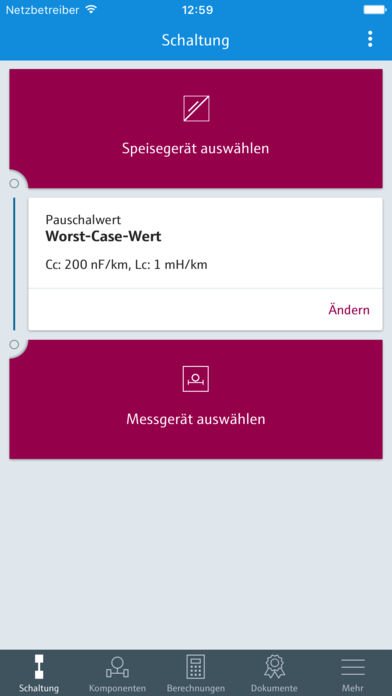 Netzbetreiber 12:59
Schaltung
Speisegerät auswählen
Pauschalwert
Worst-Case-Wert
Cc: 200 nF/km, Lc: 1 mH/km
Ändern
Messgerät auswählen
Schaltung Komponenten Berechnungen Dokumente Mehr